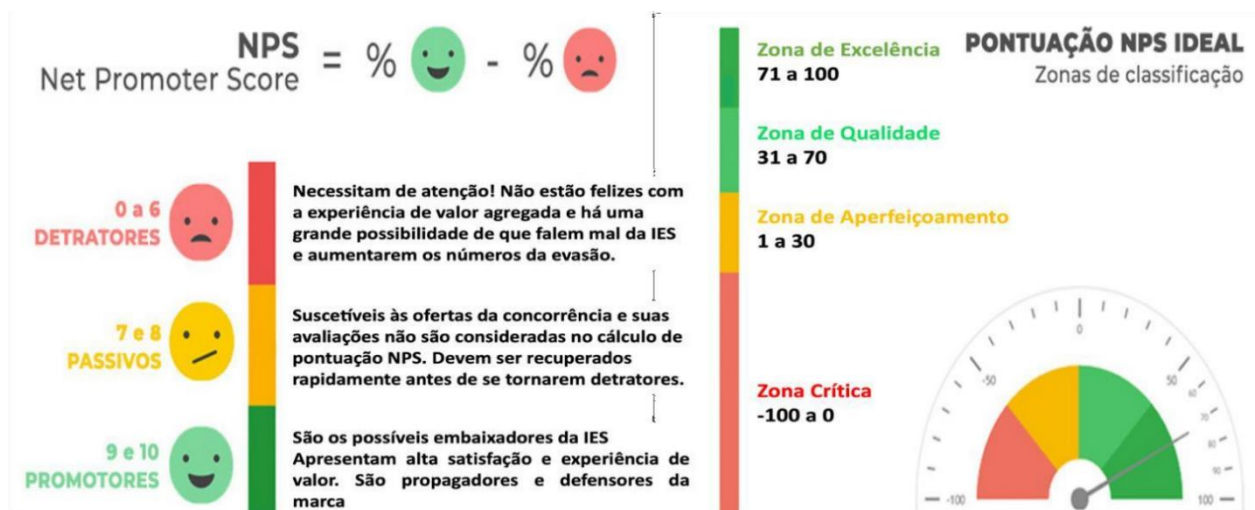 NPS
Net Promoter Score
= % - %
0 a 6
DETRATORES
Necessitam de atenção! Não estão felizes com
a experiência de valor agregada e há uma
grande possibilidade de que falem mal da IES
e aumentarem os números da evasão.
7 e 8
PASSIVOS
Suscetíveis às ofertas da concorrência e suas
avaliações não são consideradas no cálculo de
pontuação NPS. Devem ser recuperados
rapidamente antes de se tornarem detratores.
9 e 10
PROMOTORES
São os possíveis embaixadores da IES
Apresentam alta satisfação e experiência de
valor. São propagadores e defensores da
marca
PONTUAÇÃO NPS IDEAL
Zonas de classificação
Zona de Excelência
71 a 100
Zona de Qualidade
31 a 70
Zona de Aperfeiçoamento
1 a 30
Zona Crítica
-100 a 0
-100
-50
0
50
60
70
80
90
100